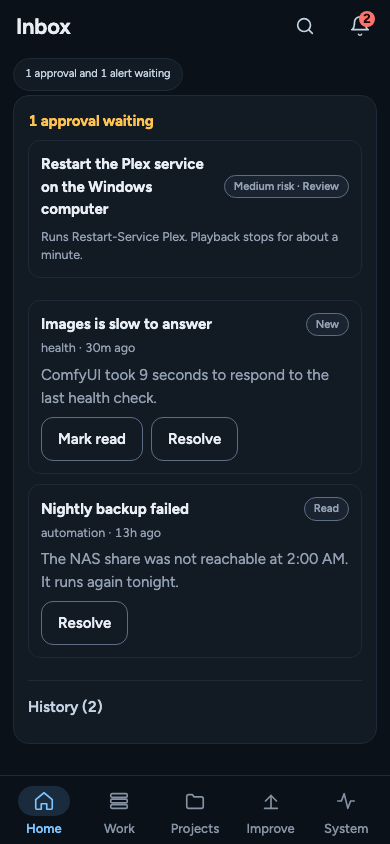 Inbox
2
1 approval and 1 alert waiting
1 approval waiting
Restart the Plex service
on the Windows
computer
Medium risk · Review
Runs Restart-Service Plex. Playback stops for about a
minute.
Images is slow to answer
New
health · 30m ago
ComfyUI took 9 seconds to respond to the
last health check.
Mark read
Resolve
Nightly backup failed
Read
automation · 13h ago
The NAS share was not reachable at 2:00 AM.
It runs again tonight.
Resolve
History (2)
Home
Work
Projects
Improve
System